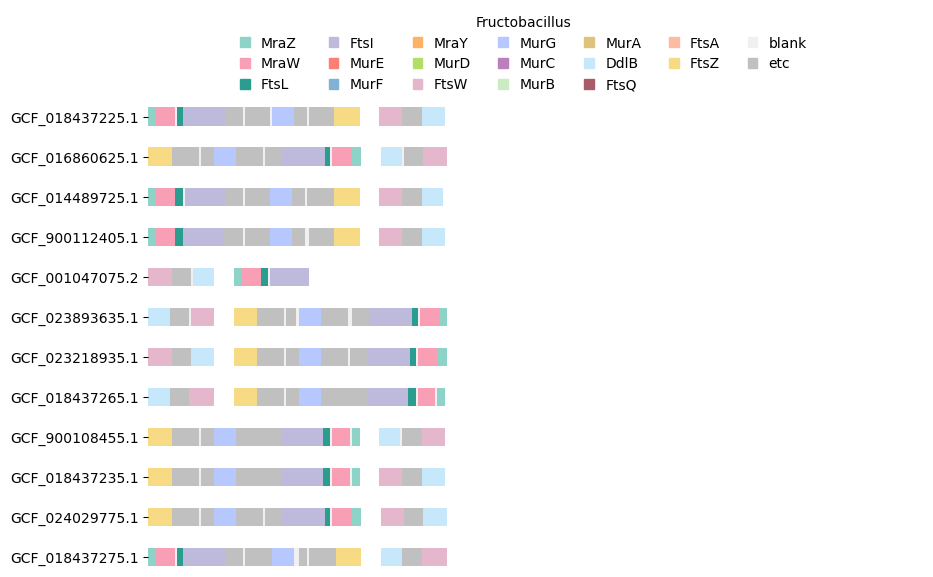 Fructobacillus
MraZ FtsI MraY MurG MurA FtsA blank
MraW MurE MurD MurC DdlB FtsZ etc
FtsL MurF FtsW MurB FtsQ
GCF_018437225.1
GCF_016860625.1
GCF_014489725.1
GCF_900112405.1
GCF_001047075.2
GCF_023893635.1
GCF_023218935.1
GCF_018437265.1
GCF_900108455.1
GCF_018437235.1
GCF_024029775.1
GCF_018437275.1